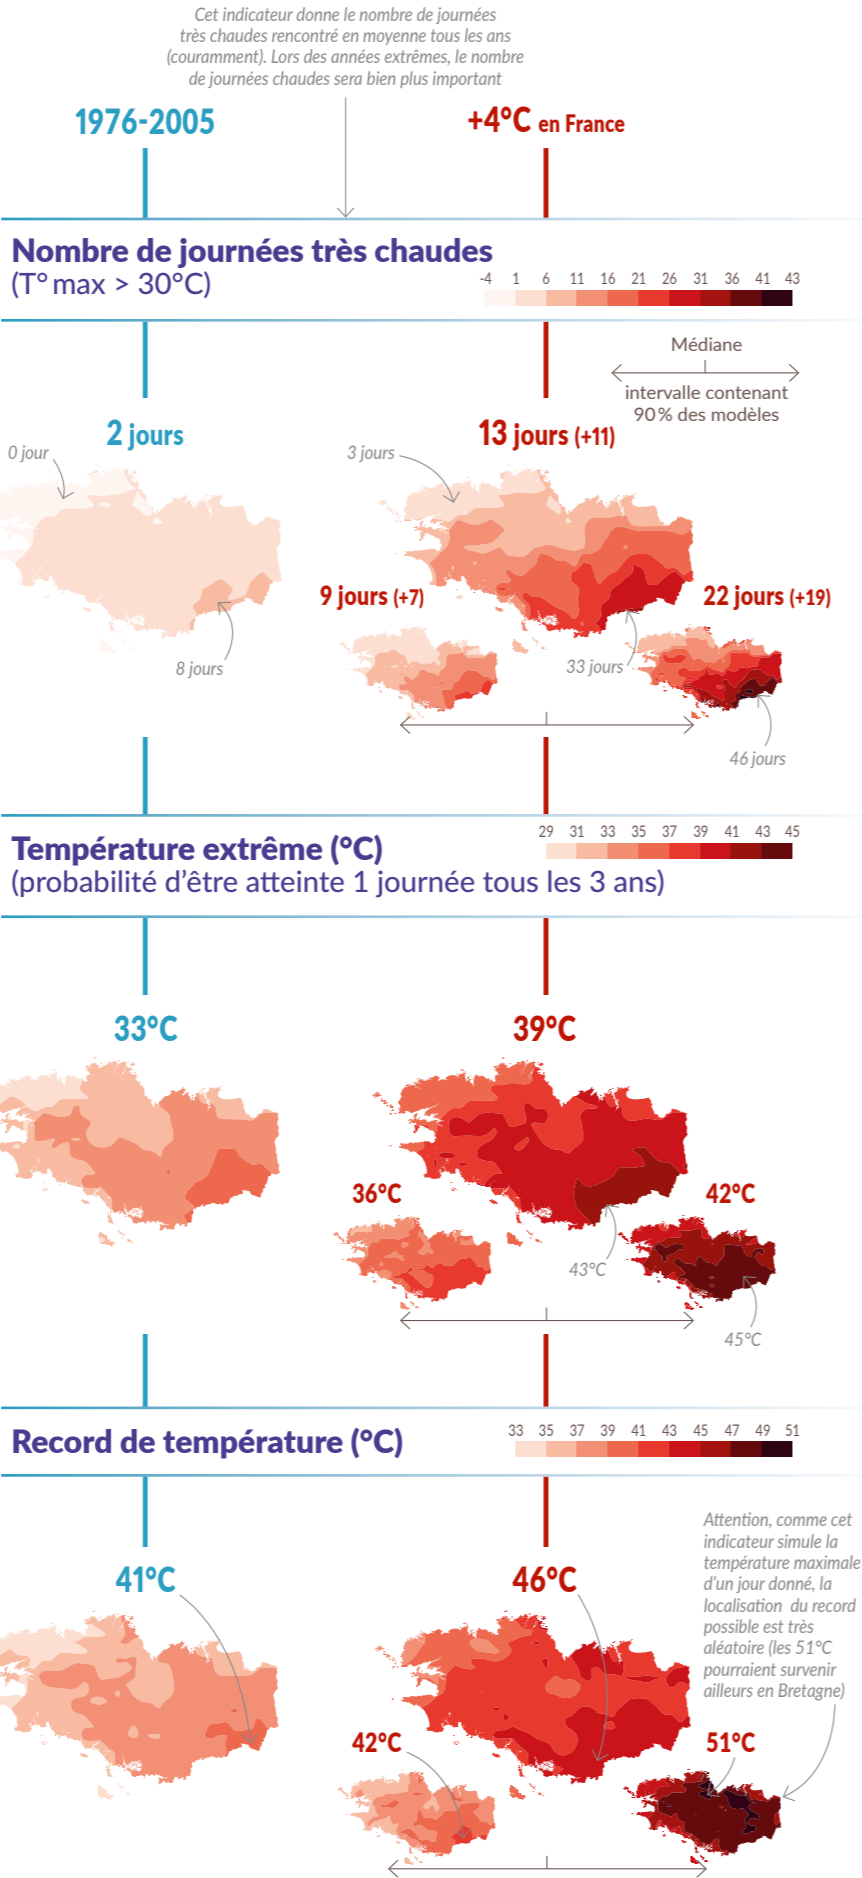 Cet indicateur donne le nombre de journées
très chaudes rencontré en moyenne tous les ans
(couramment). Lors des années extrêmes, le nombre
de journées chaudes sera bien plus important
1976-2005
+4°C en France
Nombre de journées très chaudes
(T° max > 30°C)
-4 1 6 11 16 21 26 31 36 41 43
Médiane
intervalle contenant
90% des modèles
2 jours
13 jours (+11)
0 jour
3 jours
9 jours (+7)
22 jours (+19)
8 jours
33 jours
46 jours
Température extrême (°C)
(probabilité d'être atteinte 1 journée tous les 3 ans)
29 31 33 35 37 39 41 43 45
33°C
39°C
36°C
42°C
43°C
45°C
Record de température (°C)
33 35 37 39 41 43 45 47 49 51
Attention, comme cet
indicateur simule la
température maximale
d'un jour donné, la
localisation du record
possible est très
aléatoire (les 51°C
pourraient survenir
ailleurs en Bretagne)
41°C
46°C
42°C
51°C